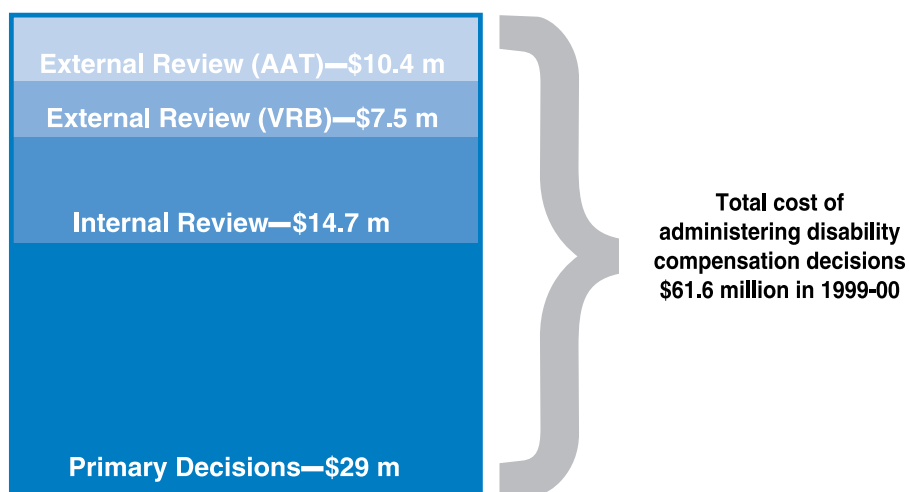 External Review (AAT)—$10.4 m
External Review (VRB)—$7.5 m
Internal Review—$14.7 m
Primary Decisions—$29 m
Total cost of
administering disability
compensation decisions
$61.6 million in 1999-00